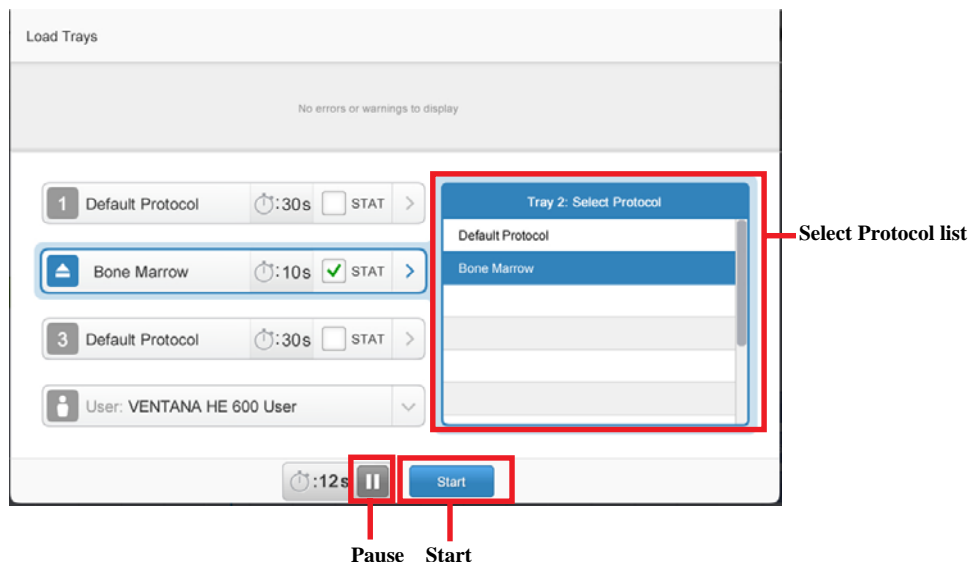 Load Trays
No errors or warnings to display
1 Default Protocol :30s STAT
Bone Marrow :10s STAT
3 Default Protocol :30s STAT
User: VENTANA HE 600 User
Tray 2: Select Protocol
Default Protocol
Bone Marrow
Select Protocol list
:12s Start
Pause Start